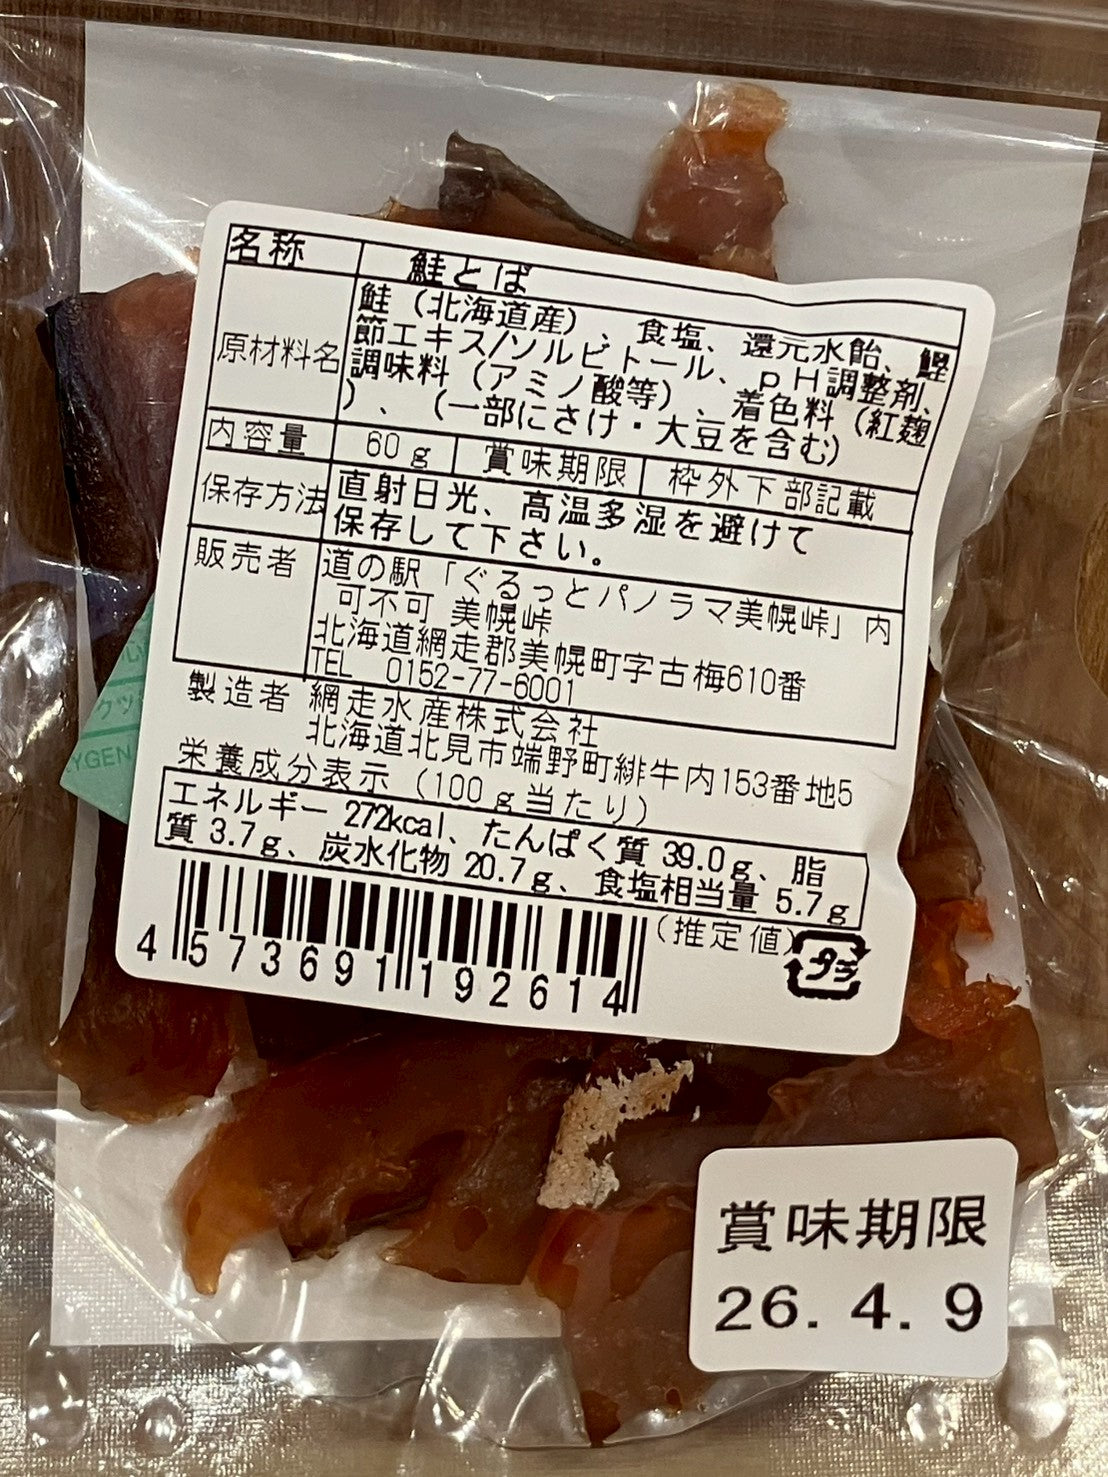 名称 鮭とば
原材料名 鮭（北海道産）、食塩、還元水飴、鰹
節エキス/ソルビトール、pH調整剤、
調味料（アミノ酸等）、着色料（紅麹
）、（一部にさけ・大豆を含む）
内容量 60g 賞味期限 枠外下部記載
保存方法 直射日光、高温多湿を避けて
保存して下さい。
販売者 道の駅「ぐるっとパノラマ美幌峠」内
可不可 美幌峠
北海道網走郡美幌町字古梅610番
TEL 0152-77-6001
製造者 網走水産株式会社
北海道北見市端野町緋牛内153番地5
栄養成分表示（100g当たり）
エネルギー 272kcal、たんぱく質 39.0g、脂
質 3.7g、炭水化物 20.7g、食塩相当量 5.7g
（推定値）
プラ
4573691192614
賞味期限
26.4.9